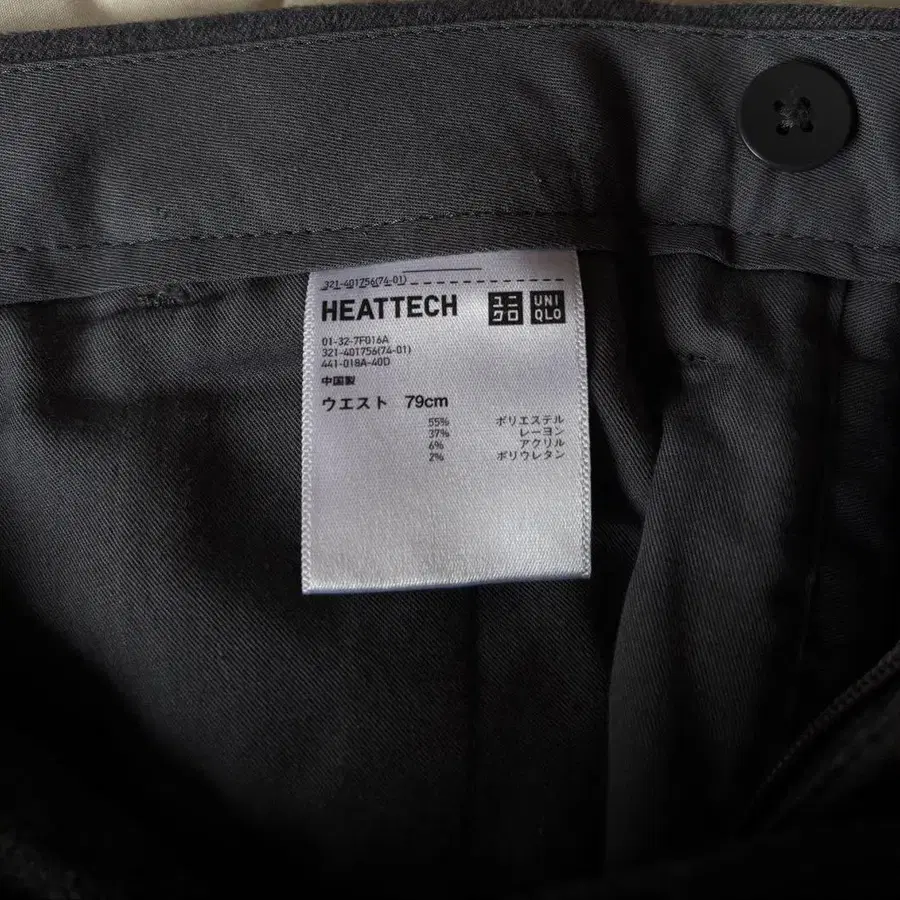 321-401756(74-01)
HEATTECH ユニクロ UNIQLO
01-32-7F016A
321-401756(74-01)
441-018A-40D
中国製
ウエスト 79cm
55% ポリエステル
37% レーヨン
6% アクリル
2% ポリウレタン